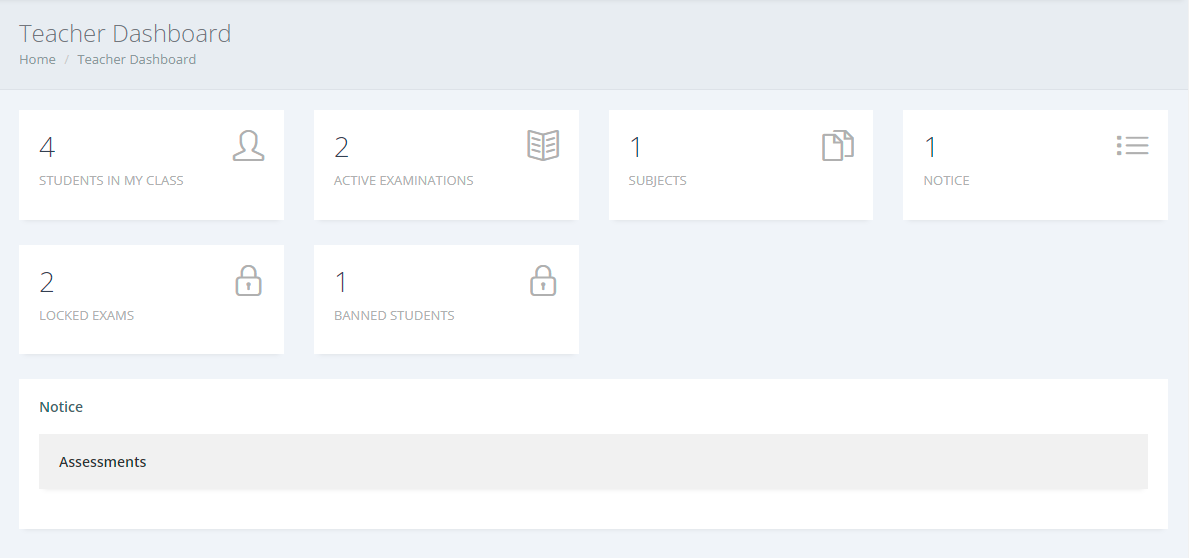 Teacher Dashboard
Home / Teacher Dashboard
4
STUDENTS IN MY CLASS
2
ACTIVE EXAMINATIONS
1
SUBJECTS
1
NOTICE
2
LOCKED EXAMS
1
BANNED STUDENTS
Notice
Assessments